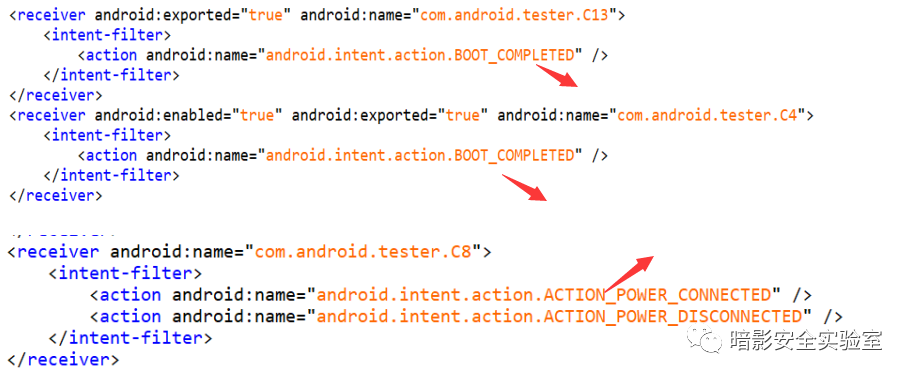 <receiver android:exported="true" android:name="com.android.tester.C13">
    <intent-filter>
        <action android:name="android.intent.action.BOOT_COMPLETED" />
    </intent-filter>
</receiver>
<receiver android:enabled="true" android:exported="true" android:name="com.android.tester.C4">
    <intent-filter>
        <action android:name="android.intent.action.BOOT_COMPLETED" />
    </intent-filter>
</receiver>
<receiver android:name="com.android.tester.C8">
    <intent-filter>
        <action android:name="android.intent.action.ACTION_POWER_CONNECTED" />
        <action android:name="android.intent.action.ACTION_POWER_DISCONNECTED" />
    </intent-filter>
</receiver>
暗影安全实验室